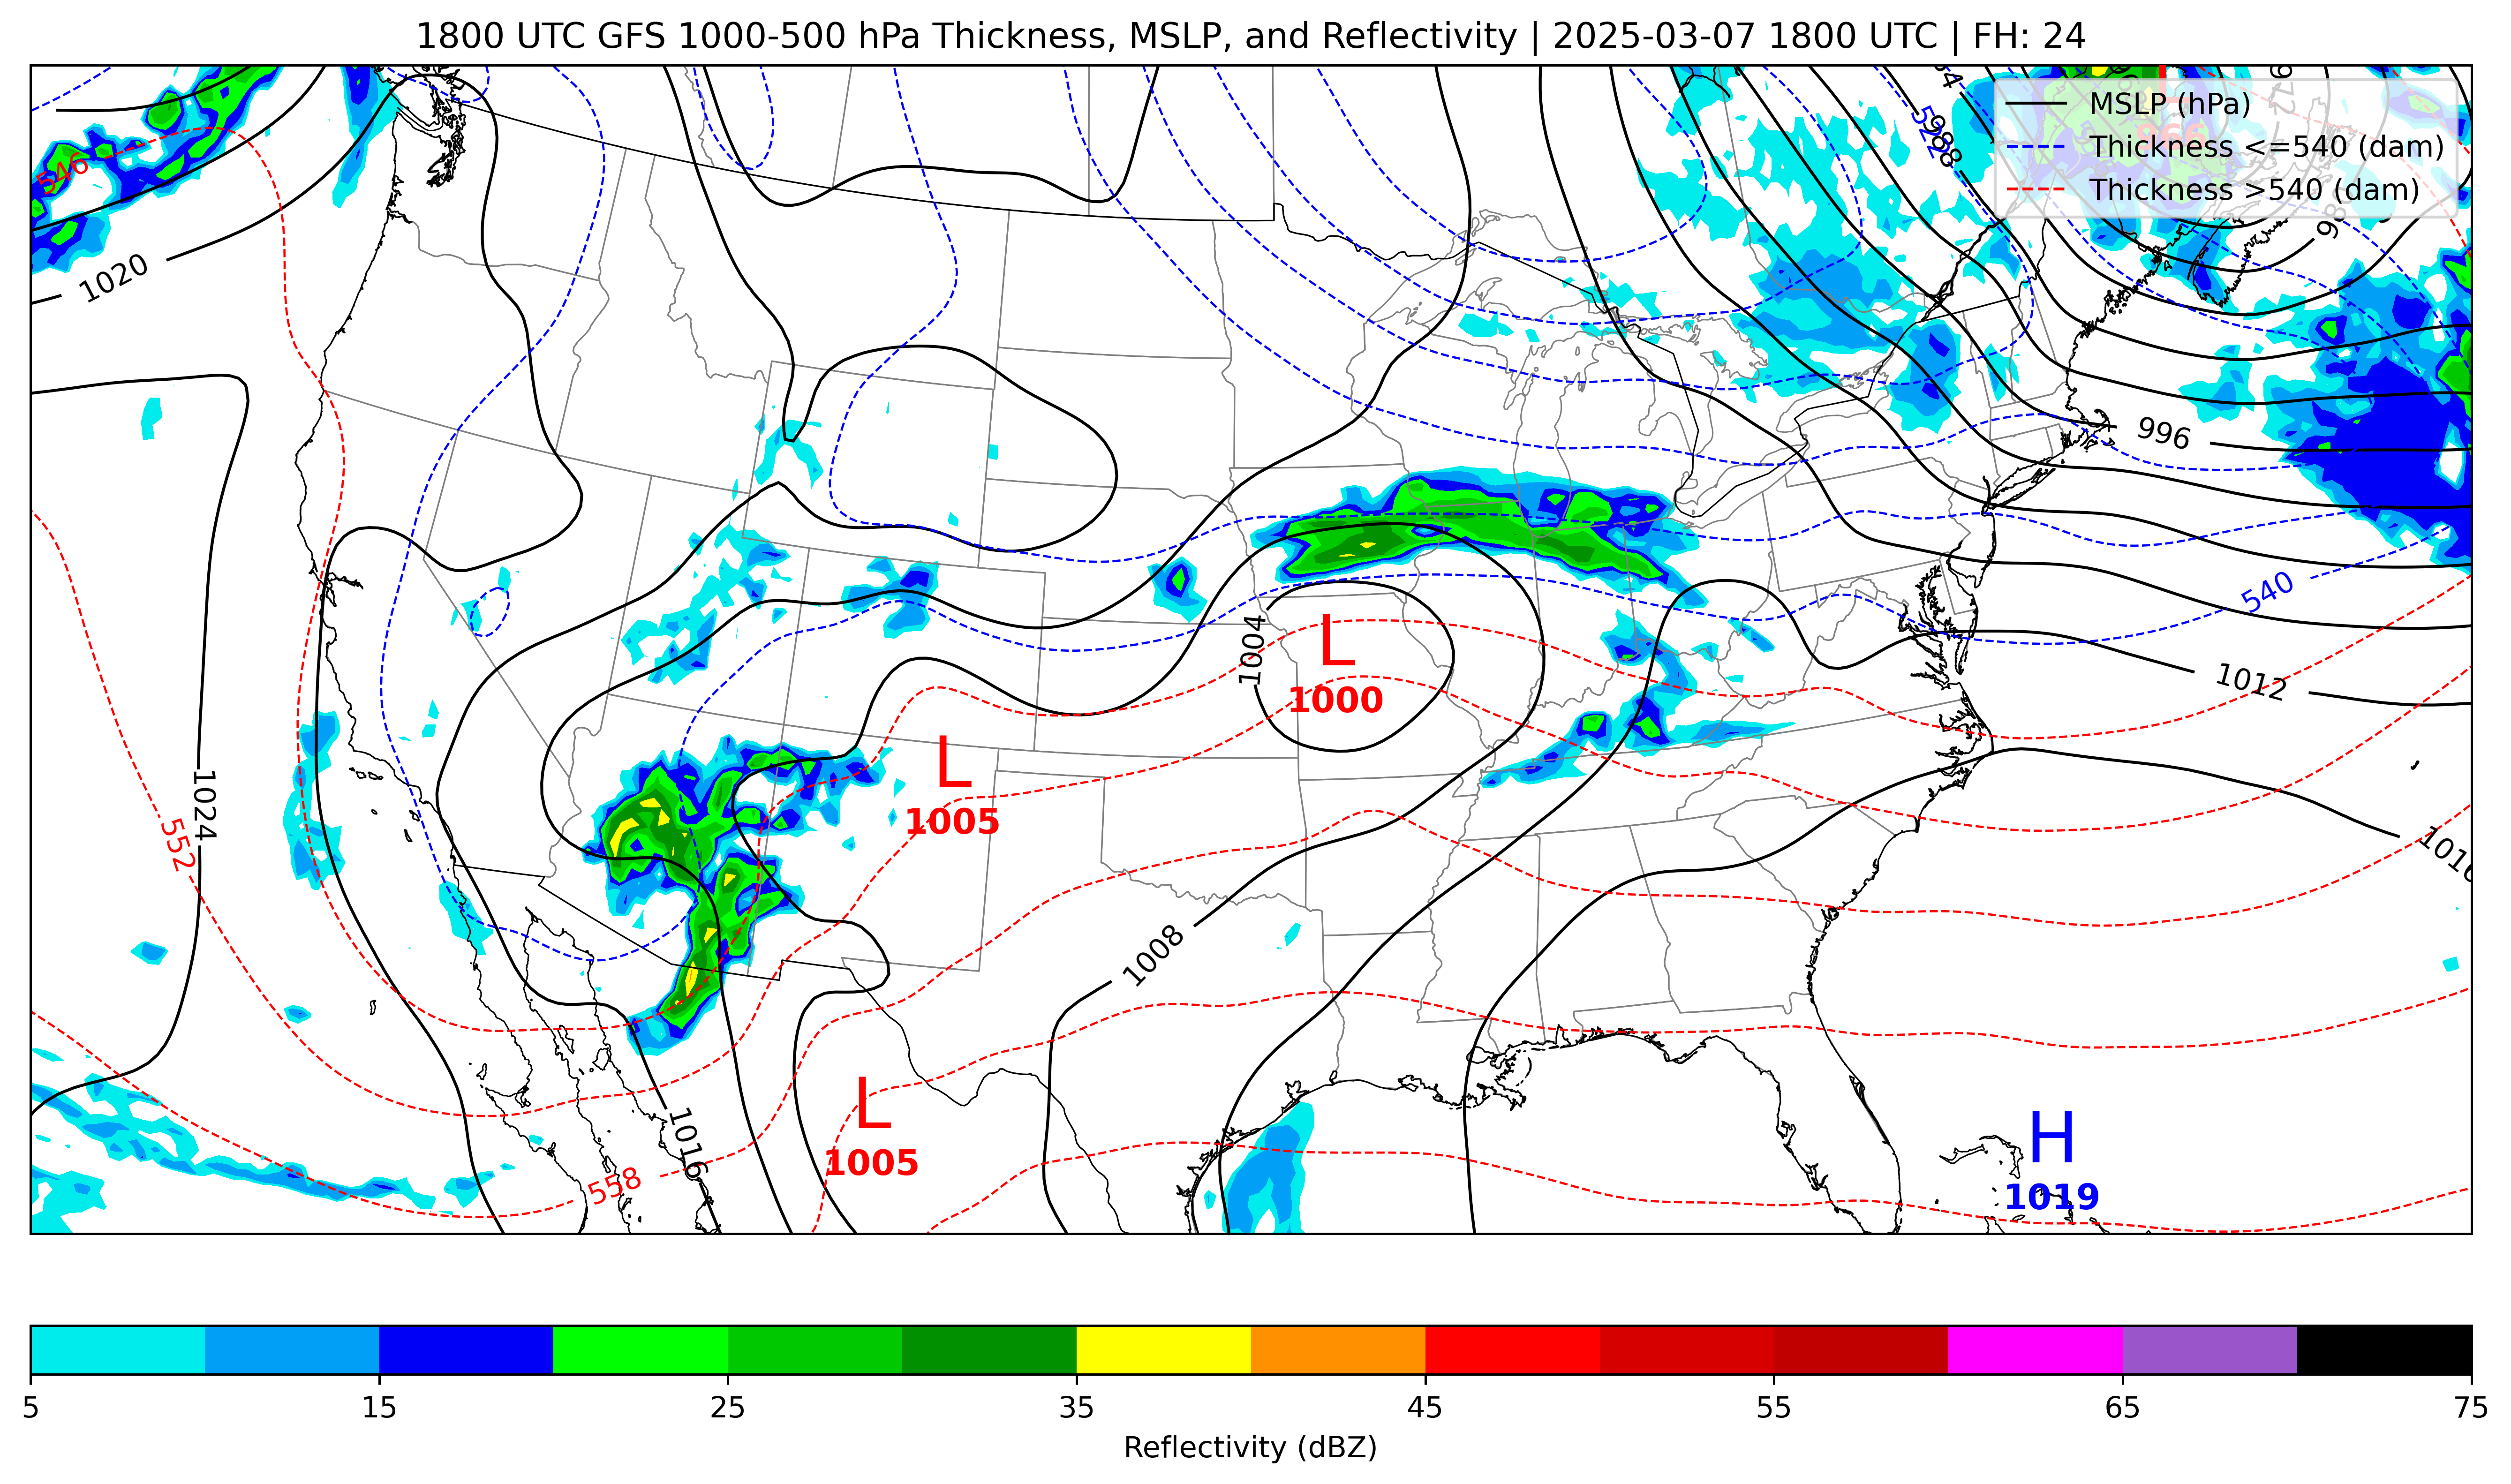 1800 UTC GFS 1000-500 hPa Thickness, MSLP, and Reflectivity | 2025-03-07 1800 UTC | FH: 24
MSLP (hPa)
Thickness <=540 (dam)
Thickness >540 (dam)
L
966
988
546
1020
996
540
1004
L
1000
1012
L
1005
1024
552
1016
1008
L
1005
1016
558
H
1019
5 15 25 35 45 55 65 75
Reflectivity (dBZ)